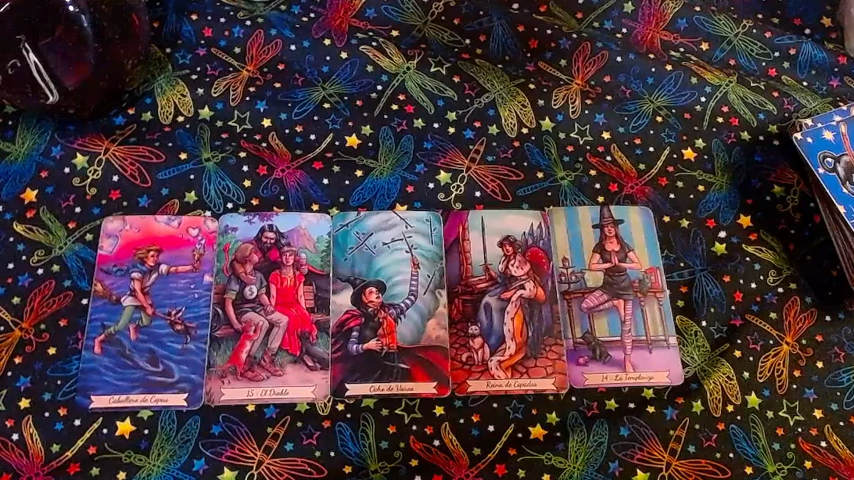 Caballero de Copas
15 El Diablo
Ocho de Varas
Reina de Espadas
14 La Templanza